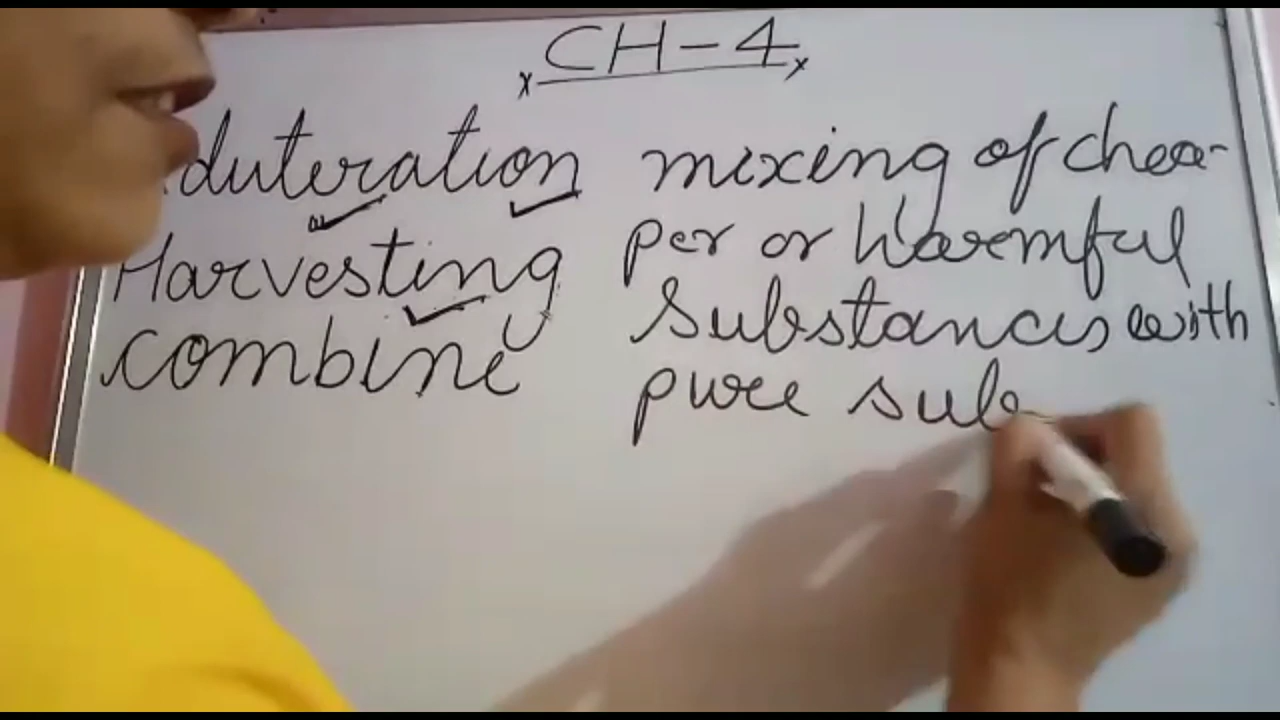 CH-4
duteration mixing of chea-
Harvesting per or harmful
combine substances with
pure sub